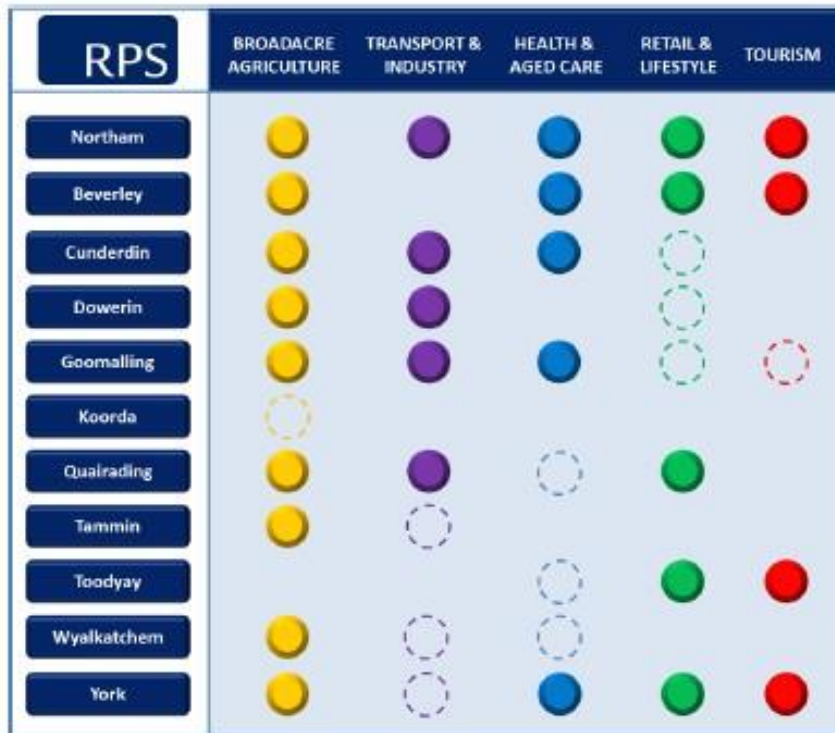 RPS
BROADACRE
AGRICULTURE
TRANSPORT &
INDUSTRY
HEALTH &
AGED CARE
RETAIL &
LIFESTYLE
TOURISM
Northam
Beverley
Cunderdin
Dowerin
Goomalling
Koorda
Quairading
Tammin
Toodyay
Wyalkatchem
York